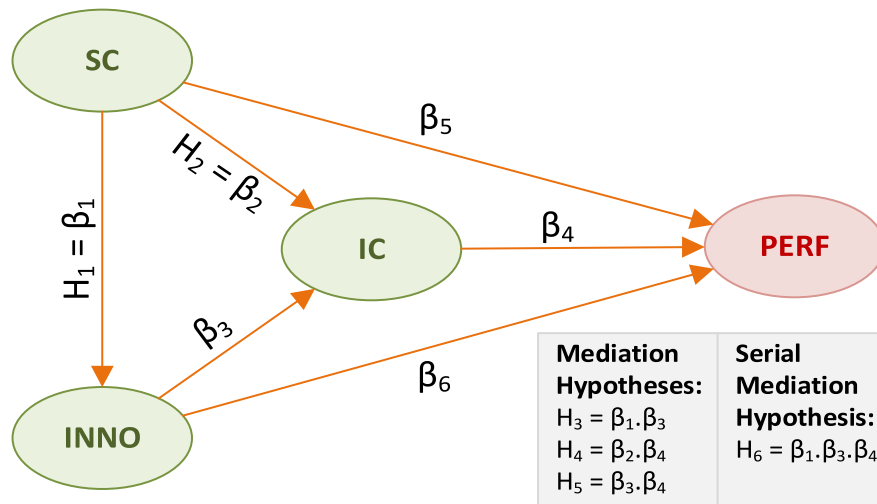 SC
β5
H2 = β2
H1 = β1
IC
β4
PERF
β3
β6
INNO
Mediation
Hypotheses:
H3 = β1.β3
H4 = β2.β4
H5 = β3.β4
Serial
Mediation
Hypothesis:
H6 = β1.β3.β4